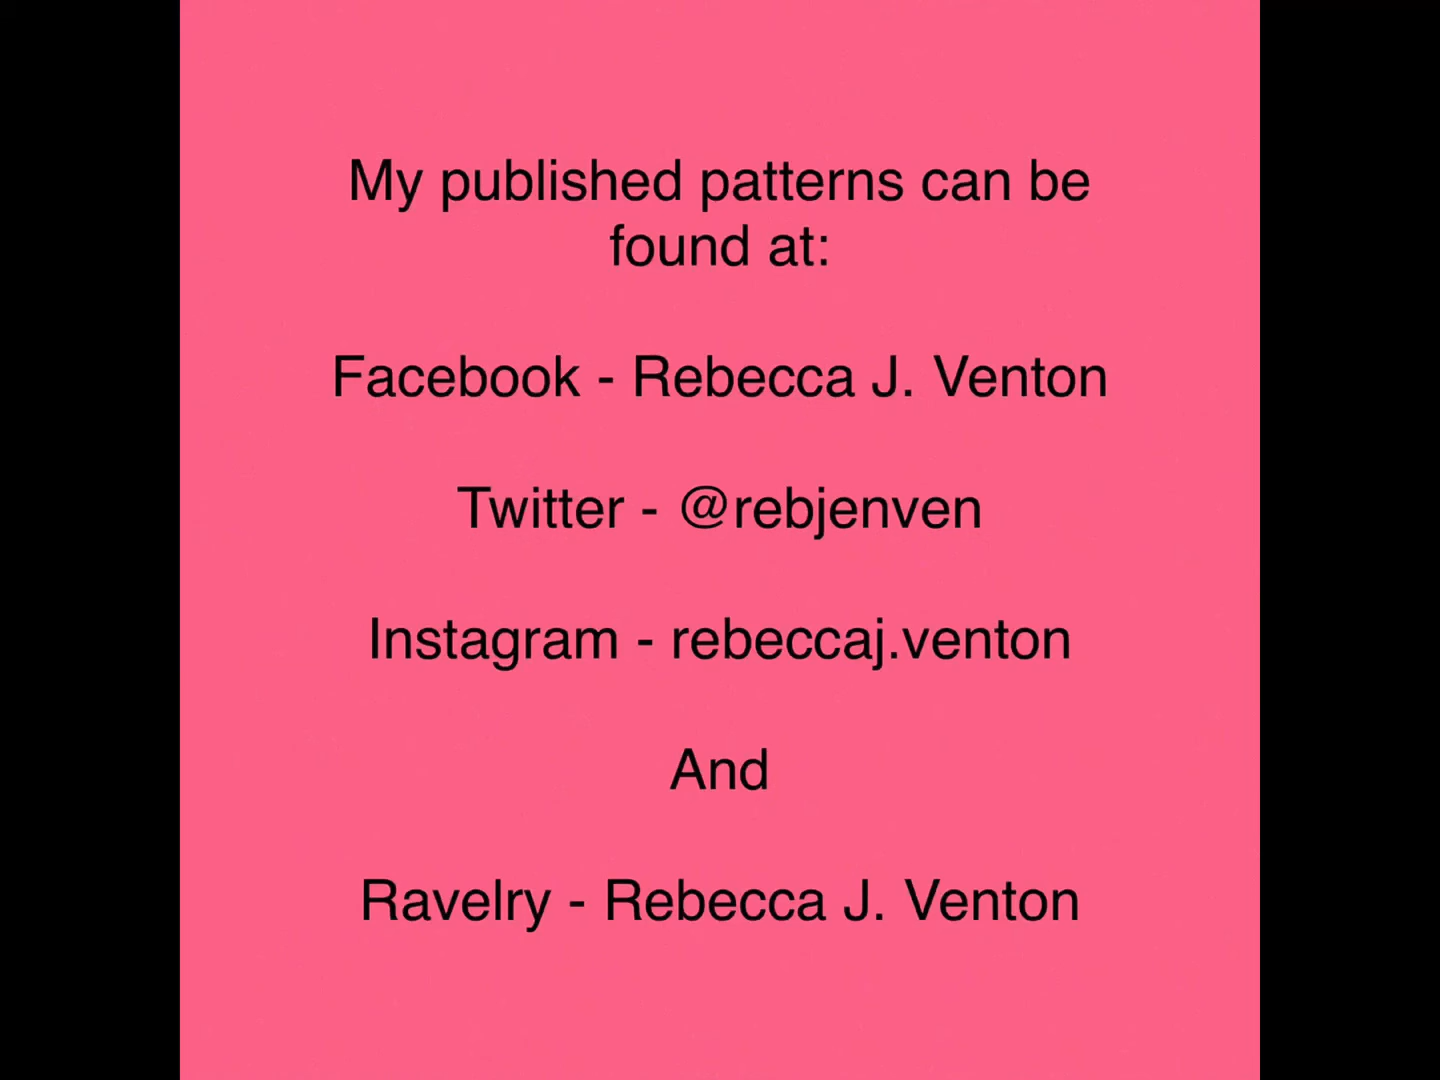 My published patterns can be
found at:
Facebook - Rebecca J. Venton
Twitter - @rebjenven
Instagram - rebeccaj.venton
And
Ravelry - Rebecca J. Venton